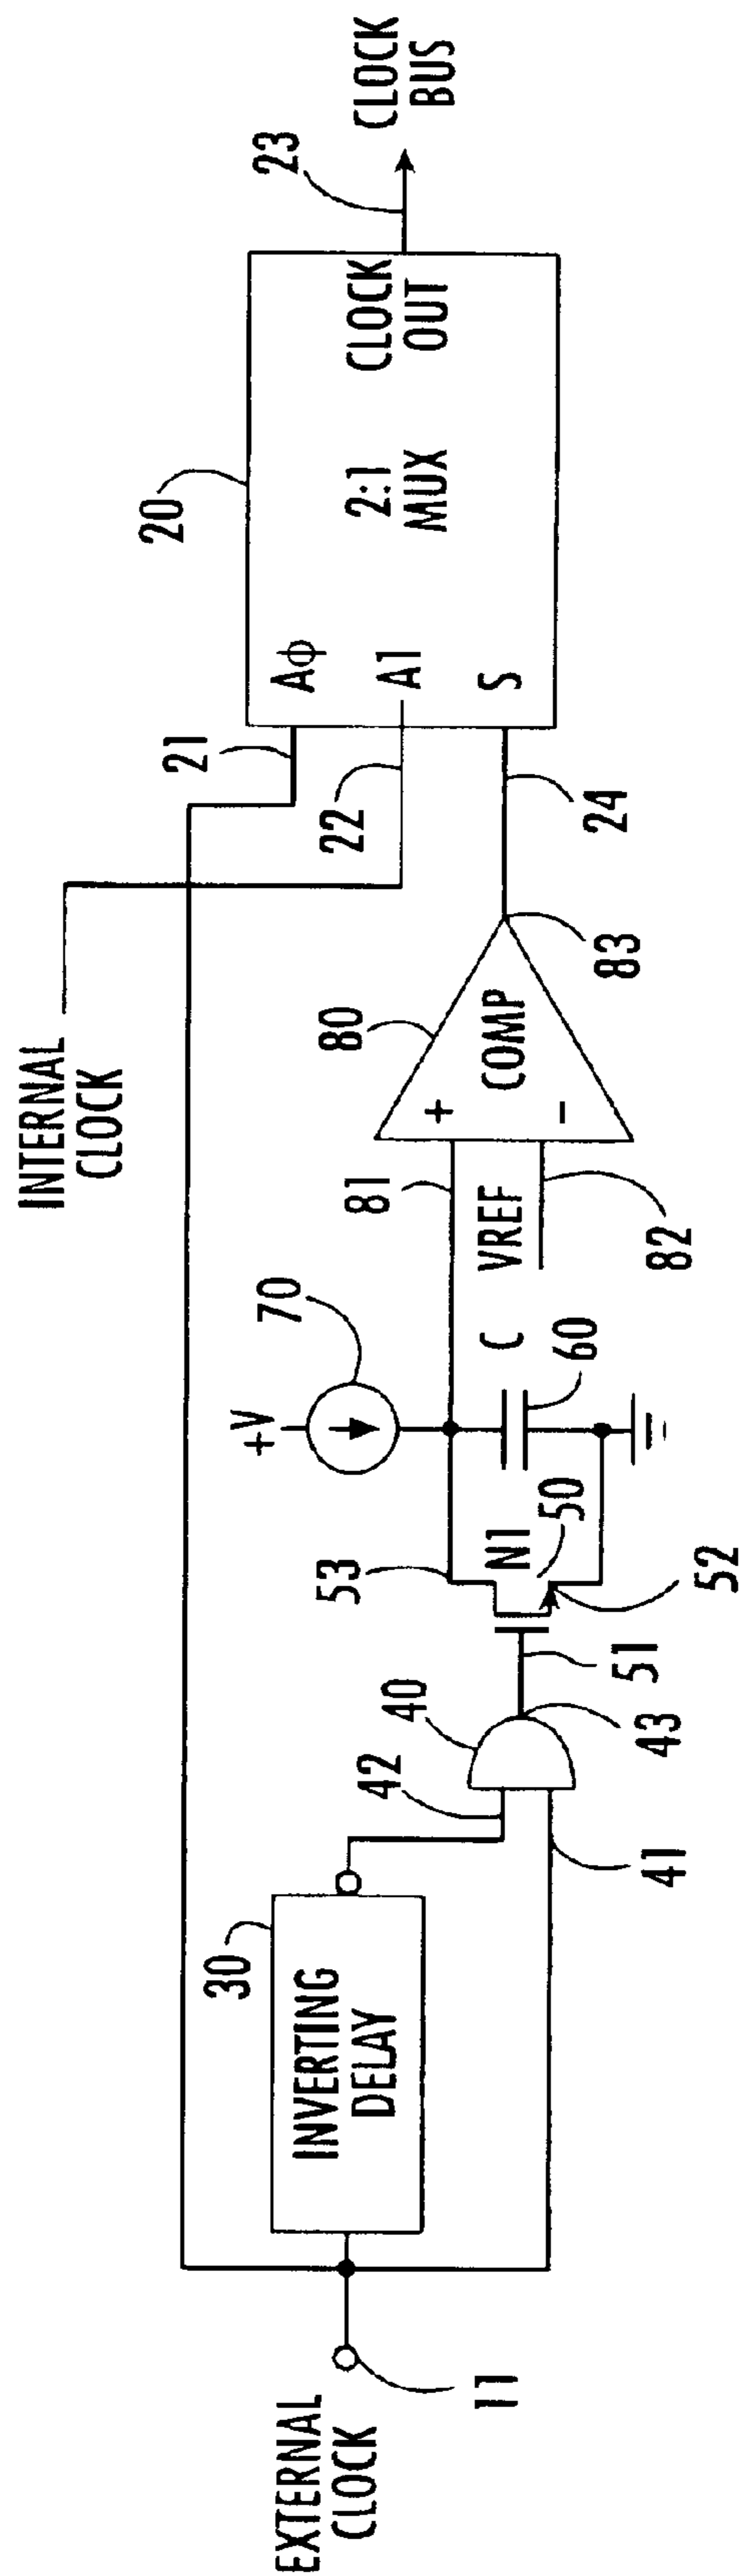 EXTERNAL
CLOCK
11
INVERTING
DELAY
30
41
42
40
43
51
N1
50
52
53
+V
70
C
60
VREF
81
82
+
−
COMP
80
83
24
INTERNAL
CLOCK
21
22
AΦ
A1
S
20
2:1
MUX
CLOCK
OUT
23
CLOCK
BUS